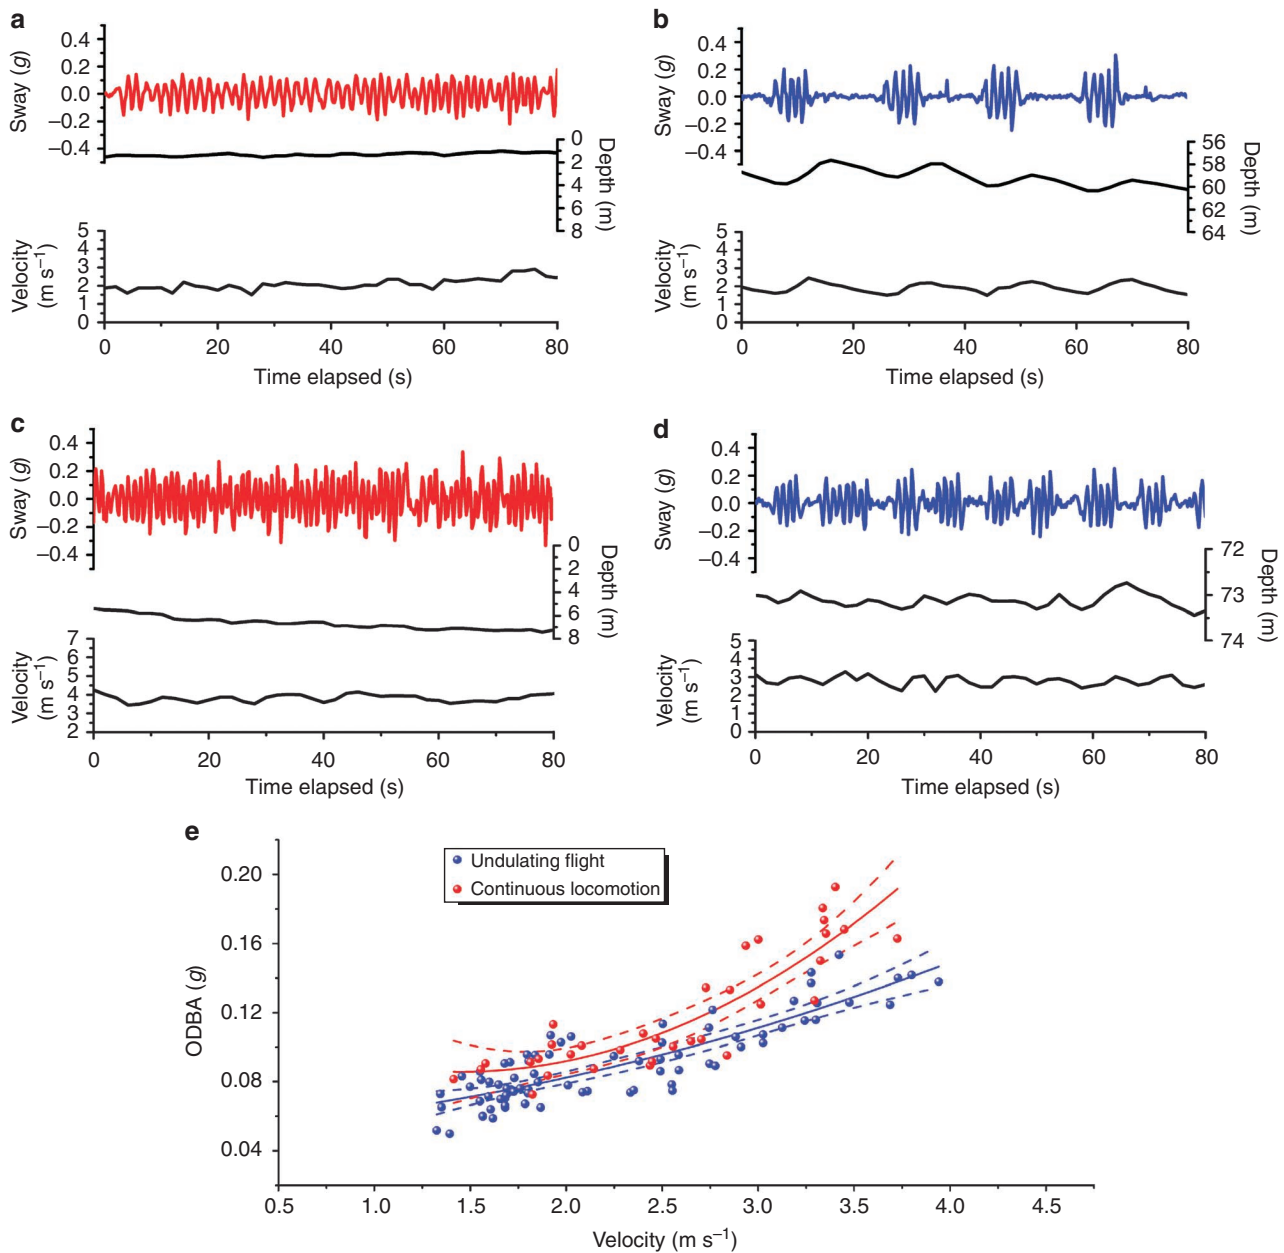 a
Sway (g)
0.4
0.2
0.0
−0.2
−0.4
0
2
4
6
8
Depth (m)
Velocity
(m s−1)
5
4
3
2
1
0
0 20 40 60 80
Time elapsed (s)
b
Sway (g)
0.4
0.2
0.0
−0.2
−0.4
56
58
60
62
64
Depth (m)
Velocity
(m s−1)
5
4
3
2
1
0
0 20 40 60 80
Time elapsed (s)
c
Sway (g)
0.4
0.2
0.0
−0.2
−0.4
0
2
4
6
8
Depth (m)
Velocity
(m s−1)
7
6
5
4
3
2
0 20 40 60 80
Time elapsed (s)
d
Sway (g)
0.4
0.2
0.0
−0.2
−0.4
72
73
74
Depth (m)
Velocity
(m s−1)
5
4
3
2
1
0
0 20 40 60 80
Time elapsed (s)
e
Undulating flight
Continuous locomotion
ODBA (g)
0.20
0.16
0.12
0.08
0.04
0.5 1.0 1.5 2.0 2.5 3.0 3.5 4.0 4.5
Velocity (m s−1)